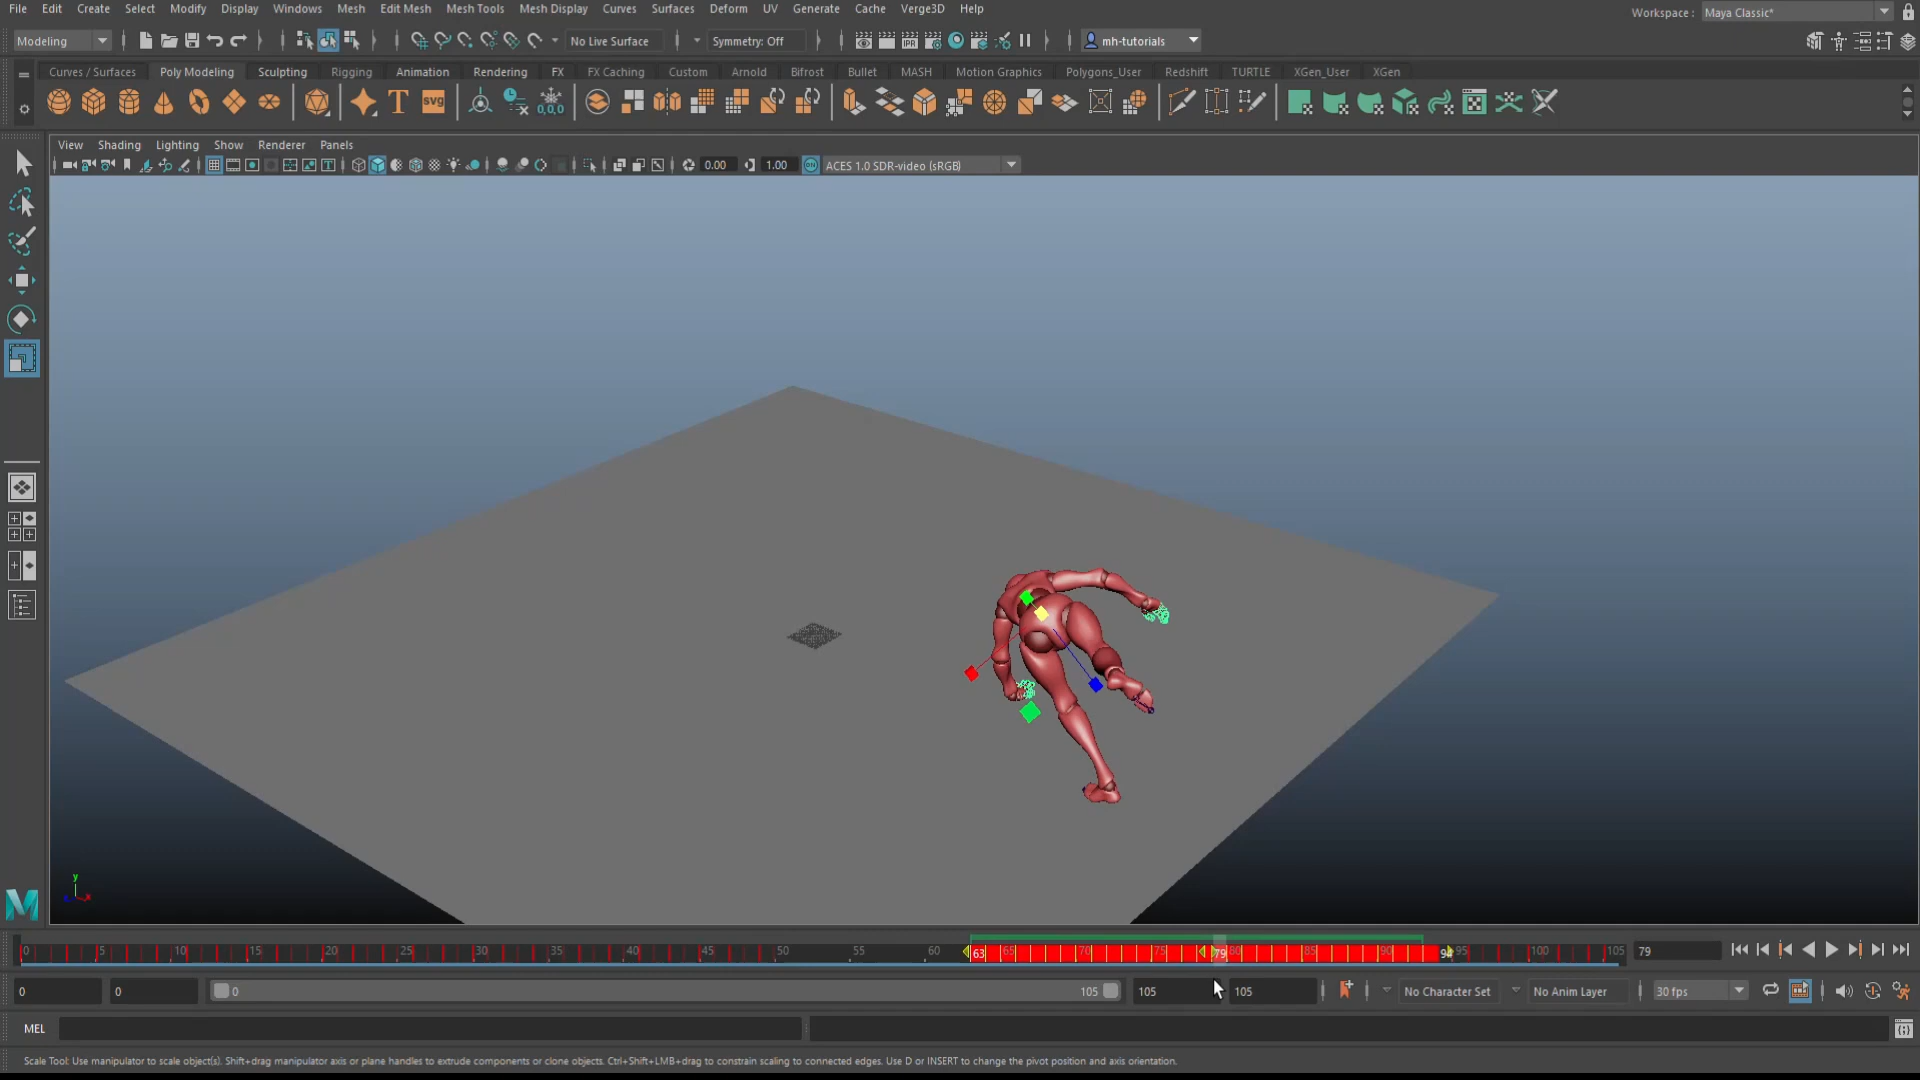 File Edit Create Select Modify Display Windows Mesh Edit Mesh Mesh Tools Mesh Display Curves Surfaces Deform UV Generate Cache Verge3D Help
Workspace : Maya Classic*
Modeling
No Live Surface
Symmetry: Off
IPR
mh-tutorials
Curves / Surfaces Poly Modeling Sculpting Rigging Animation Rendering FX FX Caching Custom Arnold Bifrost Bullet MASH Motion Graphics Polygons_User Redshift TURTLE XGen_User XGen
T svg 0,0,0
View Shading Lighting Show Renderer Panels
0.00 1.00 ON ACES 1.0 SDR-video (sRGB)
y
x
M
0 5 10 15 20 25 30 35 40 45 50 55 60 63 65 70 75 79 80 85 90 94 95 100 105 79
0 0 0 105 105 105 No Character Set No Anim Layer 30 fps
MEL
Scale Tool: Use manipulator to scale object(s). Shift+drag manipulator axis or plane handles to extrude components or clone objects. Ctrl+Shift+LMB+drag to constrain scaling to connected edges. Use D or INSERT to change the pivot position and axis orientation.